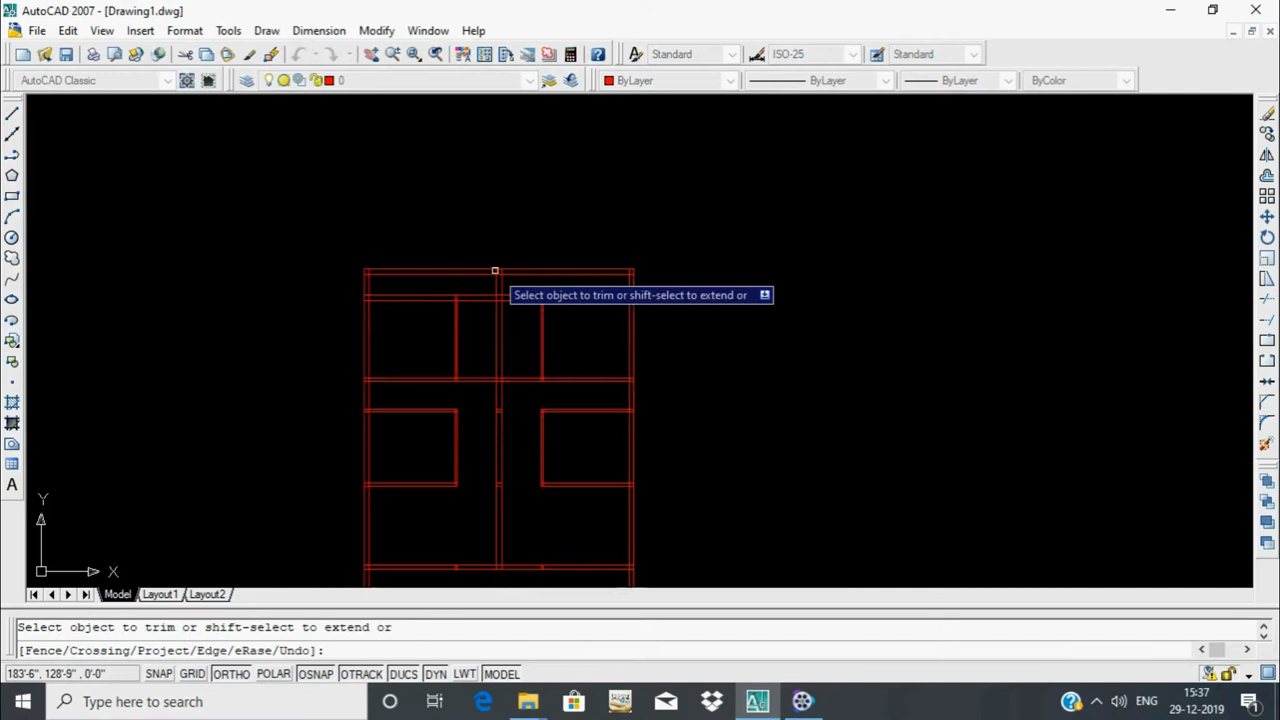 AutoCAD 2007 - [Drawing1.dwg]
File Edit View Insert Format Tools Draw Dimension Modify Window Help
Standard ISO-25 Standard
AutoCAD Classic 0 ByLayer ByLayer ByLayer ByColor
Select object to trim or shift-select to extend or
Y
X
A
Model Layout1 Layout2
Select object to trim or shift-select to extend or
[Fence/Crossing/Project/Edge/eRase/Undo]:
183'-6", 128'-9", 0'-0" SNAP GRID ORTHO POLAR OSNAP OTRACK DUCS DYN LWT MODEL
Type here to search
ENG
15:37
29-12-2019